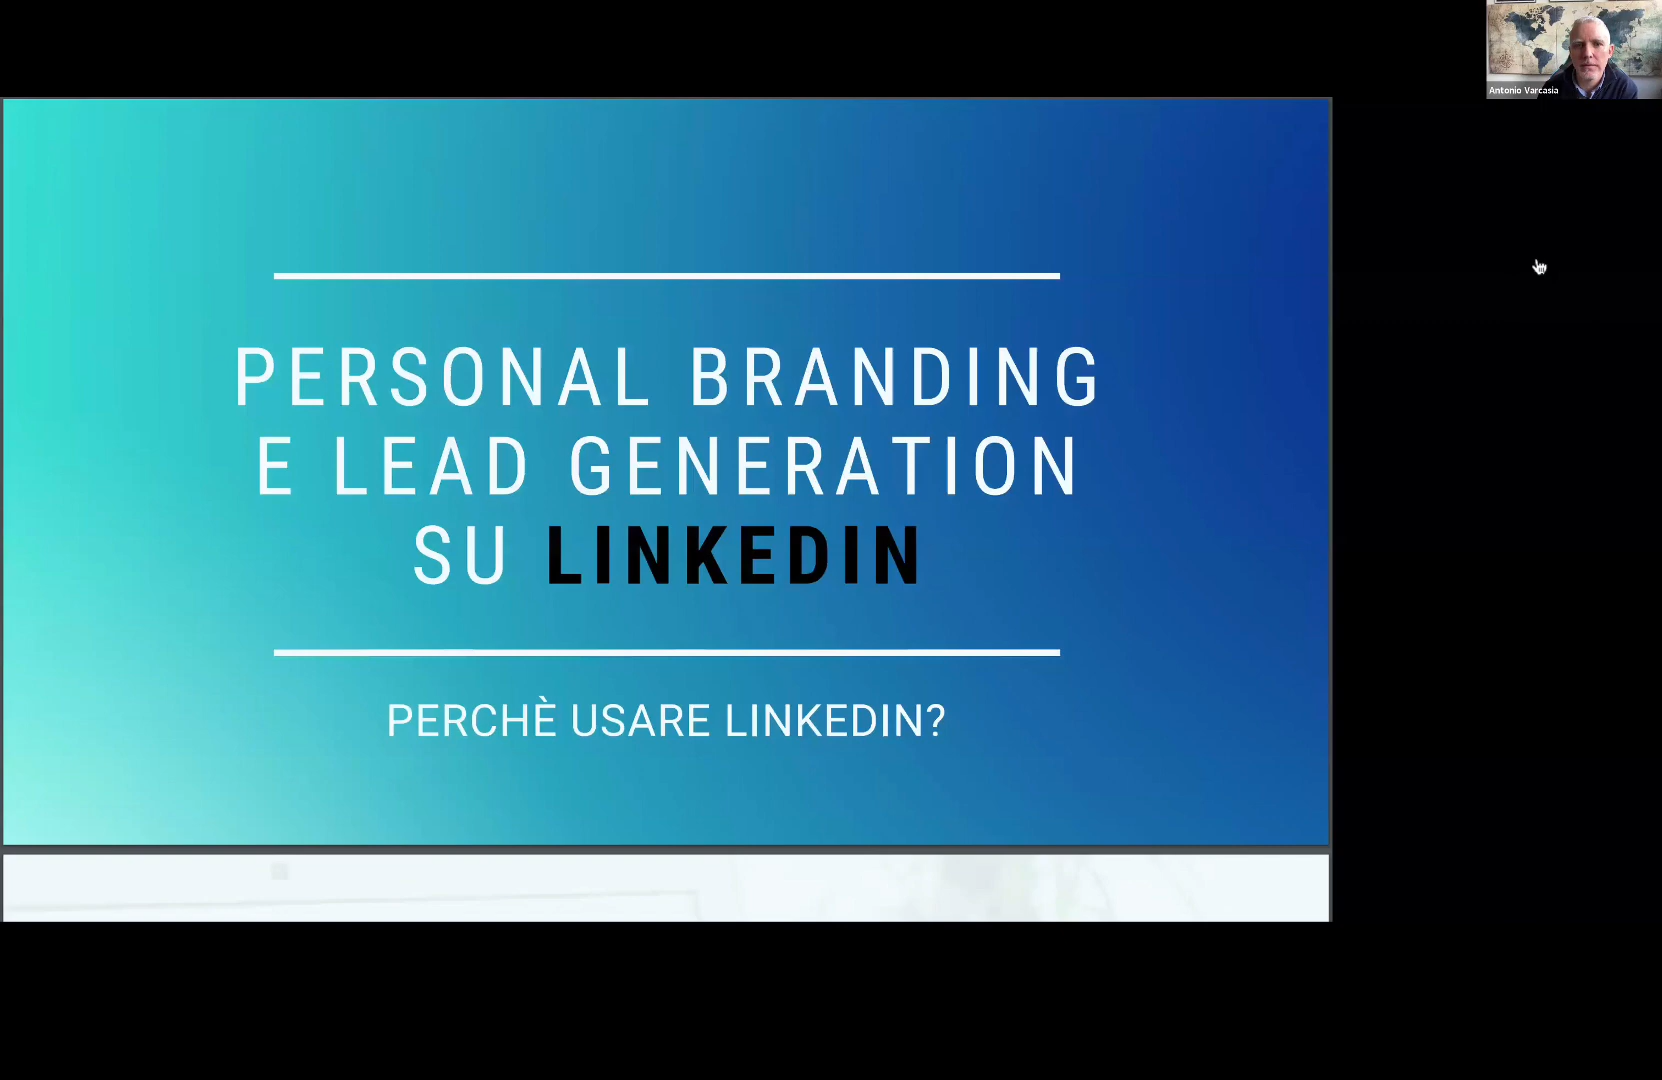 Antonio Varcasia
PERSONAL BRANDING
E LEAD GENERATION
SU LINKEDIN
PERCHÈ USARE LINKEDIN?